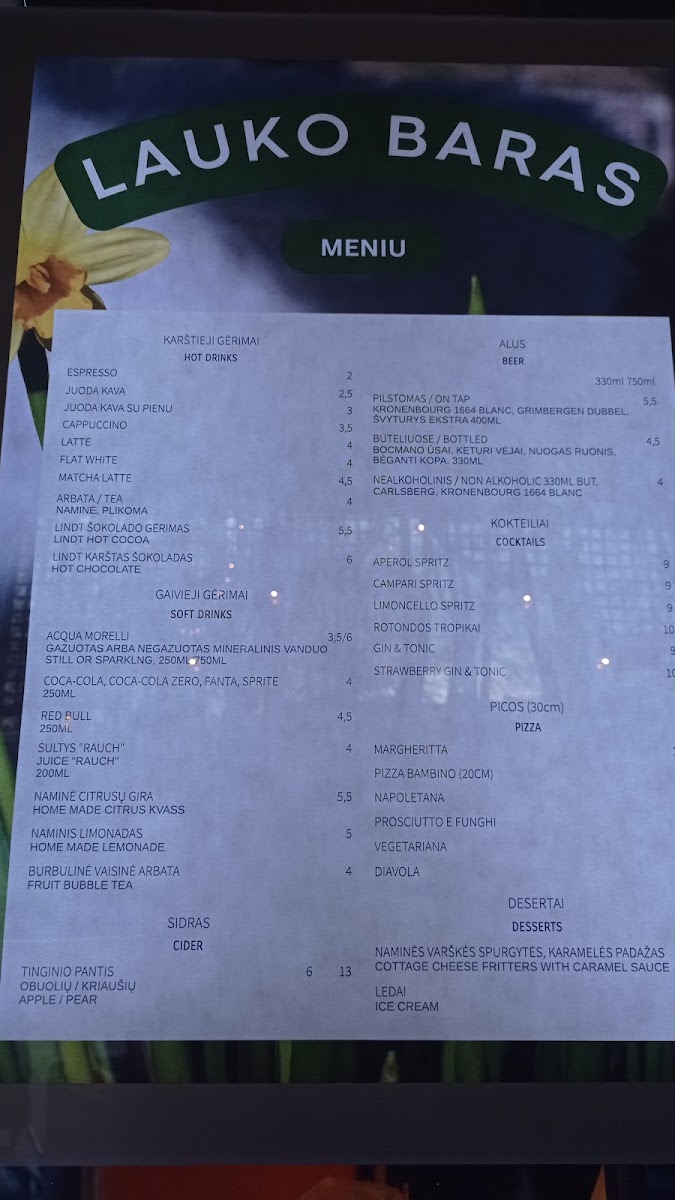 LAUKO BARAS
MENIU
KARŠTIEJI GĖRIMAI
HOT DRINKS
ESPRESSO 2
JUODA KAVA 2,5
JUODA KAVA SU PIENU 3
CAPPUCCINO 3,5
LATTE 4
FLAT WHITE 4
MATCHA LATTE 4,5
ARBATA / TEA 4
NAMINĖ, PLIKOMA
LINDT ŠOKOLADO GĖRIMAS 5,5
LINDT HOT COCOA
LINDT KARŠTAS ŠOKOLADAS 6
HOT CHOCOLATE
GAIVIEJI GĖRIMAI
SOFT DRINKS
ACQUA MORELLI 3,5/6
GAZUOTAS ARBA NEGAZUOTAS MINERALINIS VANDUO
STILL OR SPARKLNG, 250ML/750ML
COCA-COLA, COCA-COLA ZERO, FANTA, SPRITE 4
250ML
RED BULL 4,5
250ML
SULTYS "RAUCH" 4
JUICE "RAUCH"
200ML
NAMINĖ CITRUSŲ GIRA 5,5
HOME MADE CITRUS KVASS
NAMINIS LIMONADAS 5
HOME MADE LEMONADE
BURBULINĖ VAISINĖ ARBATA 4
FRUIT BUBBLE TEA
SIDRAS
CIDER
TINGINIO PANTIS 6 13
OBUOLIŲ / KRIAUŠIŲ
APPLE / PEAR
ALUS
BEER
330ml 750ml
PILSTOMAS / ON TAP 5,5
KRONENBOURG 1664 BLANC, GRIMBERGEN DUBBEL,
ŠVYTURYS EKSTRA 400ML
BUTELIUOSE / BOTTLED 4,5
BOCMANO ŪSAI, KETURI VĖJAI, NUOGAS RUONIS,
BĖGANTI KOPA. 330ML
NEALKOHOLINIS / NON ALKOHOLIC 330ML BUT. 4
CARLSBERG, KRONENBOURG 1664 BLANC
KOKTEILIAI
COCKTAILS
APEROL SPRITZ 9
CAMPARI SPRITZ 9
LIMONCELLO SPRITZ 9
ROTONDOS TROPIKAI 10
GIN & TONIC 9
STRAWBERRY GIN & TONIC 10
PICOS (30cm)
PIZZA
MARGHERITTA
PIZZA BAMBINO (20CM)
NAPOLETANA
PROSCIUTTO E FUNGHI
VEGETARIANA
DIAVOLA
DESERTAI
DESSERTS
NAMINĖS VARŠKĖS SPURGYTĖS, KARAMELĖS PADAŽAS
COTTAGE CHEESE FRITTERS WITH CARAMEL SAUCE
LEDAI
ICE CREAM